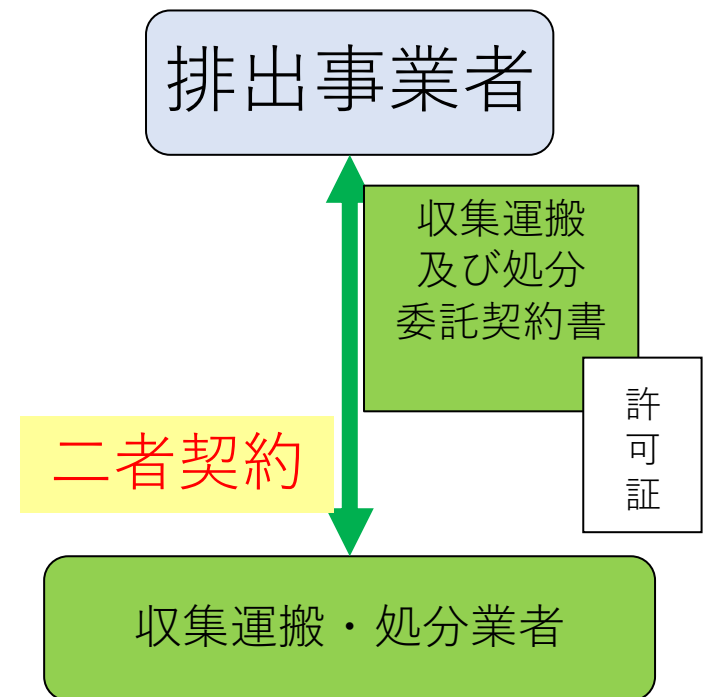 排出事業者
収集運搬
及び処分
委託契約書
許
可
証
二者契約
収集運搬・処分業者